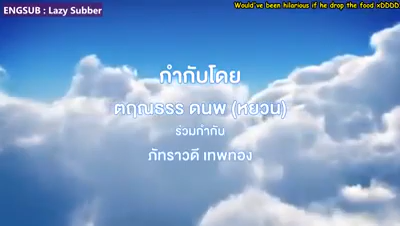 ENGSUB : Lazy Subber
Would've been hilarious if he drop the food xDDDD
กำกับโดย
ตฤณธรร ดนพ (หยวน)
ร่วมกำกับ
ภัทราวดี เทพทอง